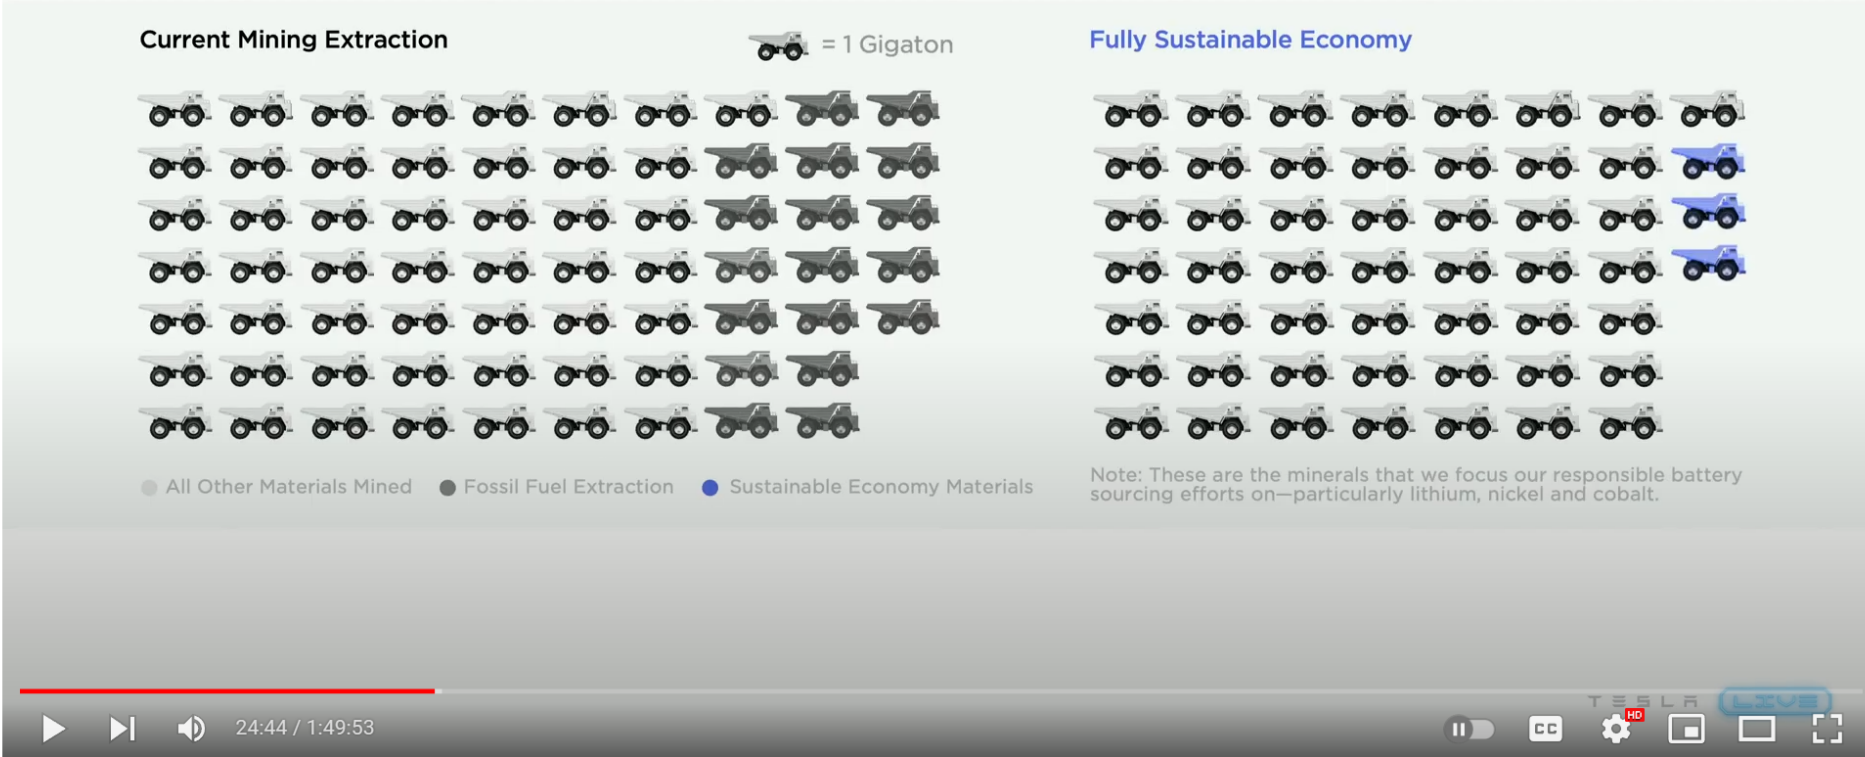 Current Mining Extraction
= 1 Gigaton
Fully Sustainable Economy
All Other Materials Mined
Fossil Fuel Extraction
Sustainable Economy Materials
Note: These are the minerals that we focus our responsible battery
sourcing efforts on—particularly lithium, nickel and cobalt.
TESLA LIVE
24:44 / 1:49:53
CC
HD